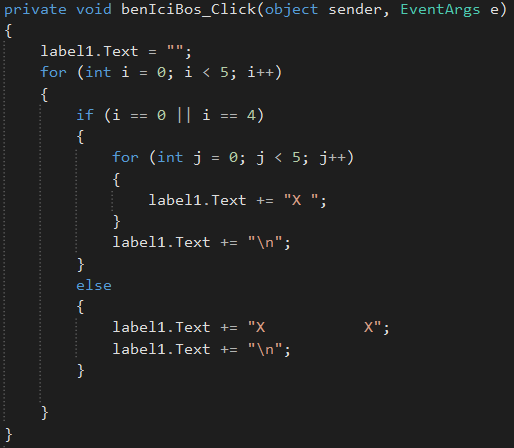 private void benIciBos_Click(object sender, EventArgs e)
{
    label1.Text = "";
    for (int i = 0; i < 5; i++)
    {
        if (i == 0 || i == 4)
        {
            for (int j = 0; j < 5; j++)
            {
                label1.Text += "X ";
            }
            label1.Text += "\n";
        }
        else
        {
            label1.Text += "X           X";
            label1.Text += "\n";
        }

    }
}